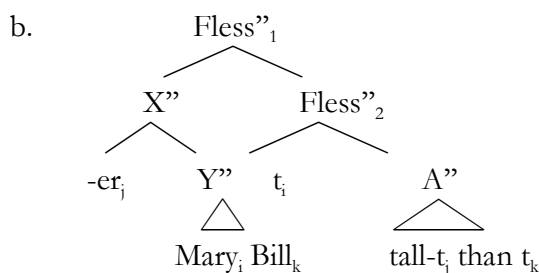 b. Fless”₁
X” Fless”₂
-erⱼ Y” tᵢ A”
Maryᵢ Billₖ tall-tⱼ than tₖ